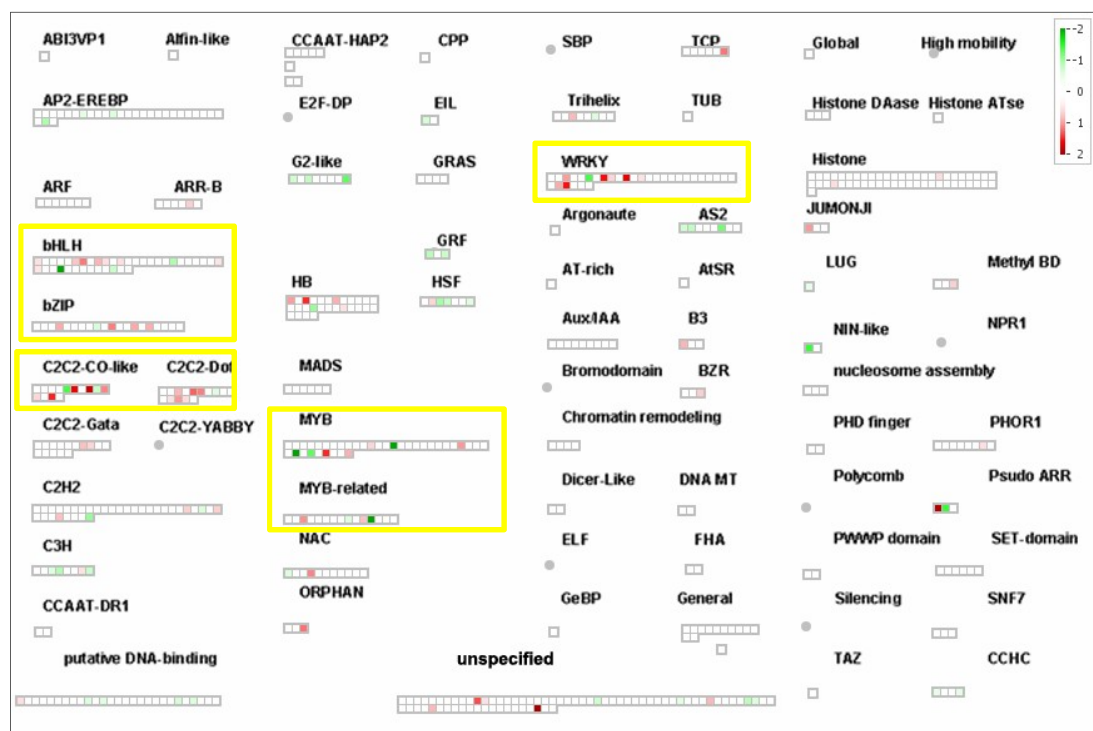 ABI3VP1 Alfin-like CCAAT-HAP2 CPP SBP TCP Global High mobility
-2
-1
0
1
2
AP2-EREBP E2F-DP EIL Trihelix TUB Histone DAase Histone ATse
G2-like GRAS WRKY Histone
ARF ARR-B Argonaute AS2 JUMONJI
bHLH GRF AT-rich AtSR LUG Methyl BD
HB HSF
bZIP Aux/IAA B3 NIN-like NPR1
C2C2-CO-like C2C2-Dof MADS Bromodomain BZR nucleosome assembly
C2C2-Gata C2C2-YABBY MYB Chromatin remodeling PHD finger PHOR1
C2H2 MYB-related Dicer-Like DNA MT Polycomb Psudo ARR
C3H NAC ELF FHA PWWP domain SET-domain
CCAAT-DR1 ORPHAN GeBP General Silencing SNF7
putative DNA-binding unspecified TAZ CCHC